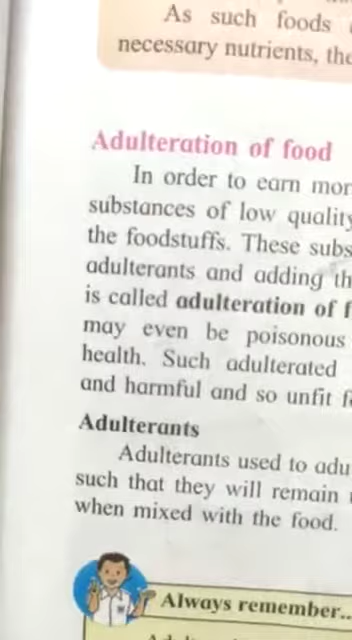 As such foods
necessary nutrients, the
Adulteration of food
In order to earn mor
substances of low quality
the foodstuffs. These subs
adulterants and adding th
is called adulteration of f
may even be poisonous
health. Such adulterated
and harmful and so unfit f
Adulterants
Adulterants used to adu
such that they will remain
when mixed with the food.
Always remember...